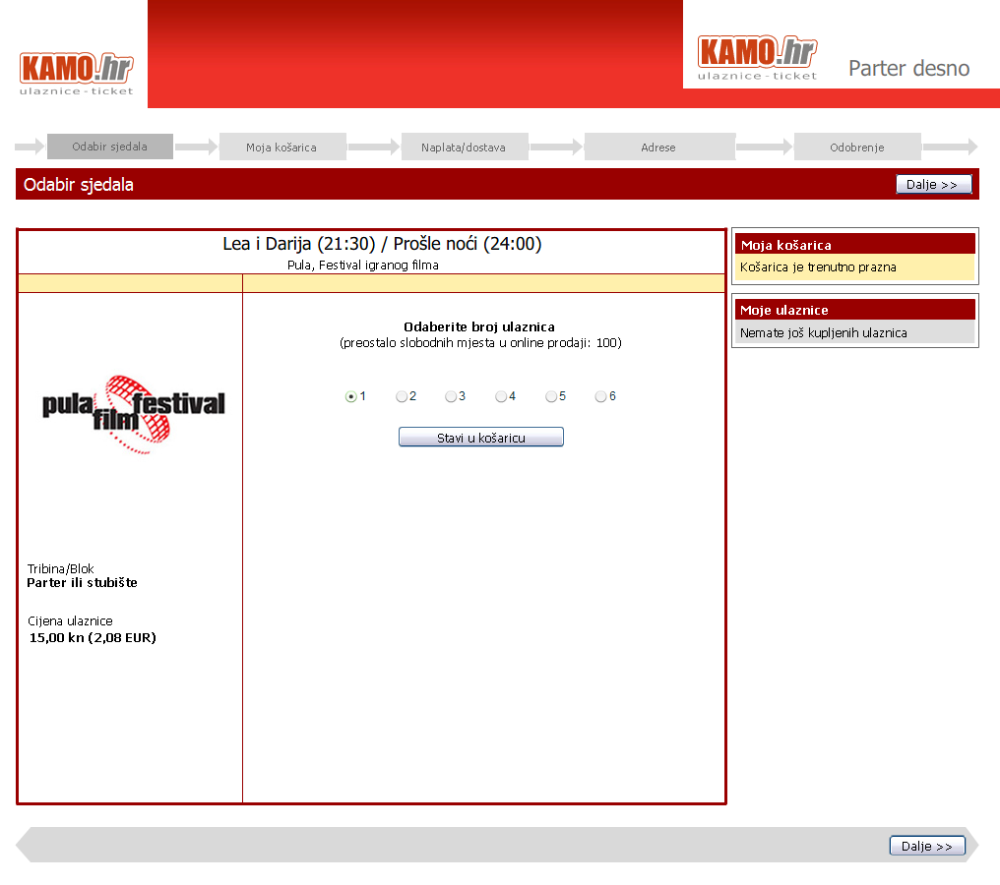 KAMO.hr
ulaznice - ticket
KAMO.hr
ulaznice - ticket
Parter desno
Odabir sjedala
Moja košarica
Naplata/dostava
Adrese
Odobrenje
Odabir sjedala
Dalje >>
Lea i Darija (21:30) / Prošle noći (24:00)
Pula, Festival igranog filma
Odaberite broj ulaznica
(preostalo slobodnih mjesta u online prodaji: 100)
1 2 3 4 5 6
Stavi u košaricu
pula film festival
Tribina/Blok
Parter ili stubište
Cijena ulaznice
15,00 kn (2,08 EUR)
Moja košarica
Košarica je trenutno prazna
Moje ulaznice
Nemate još kupljenih ulaznica
Dalje >>